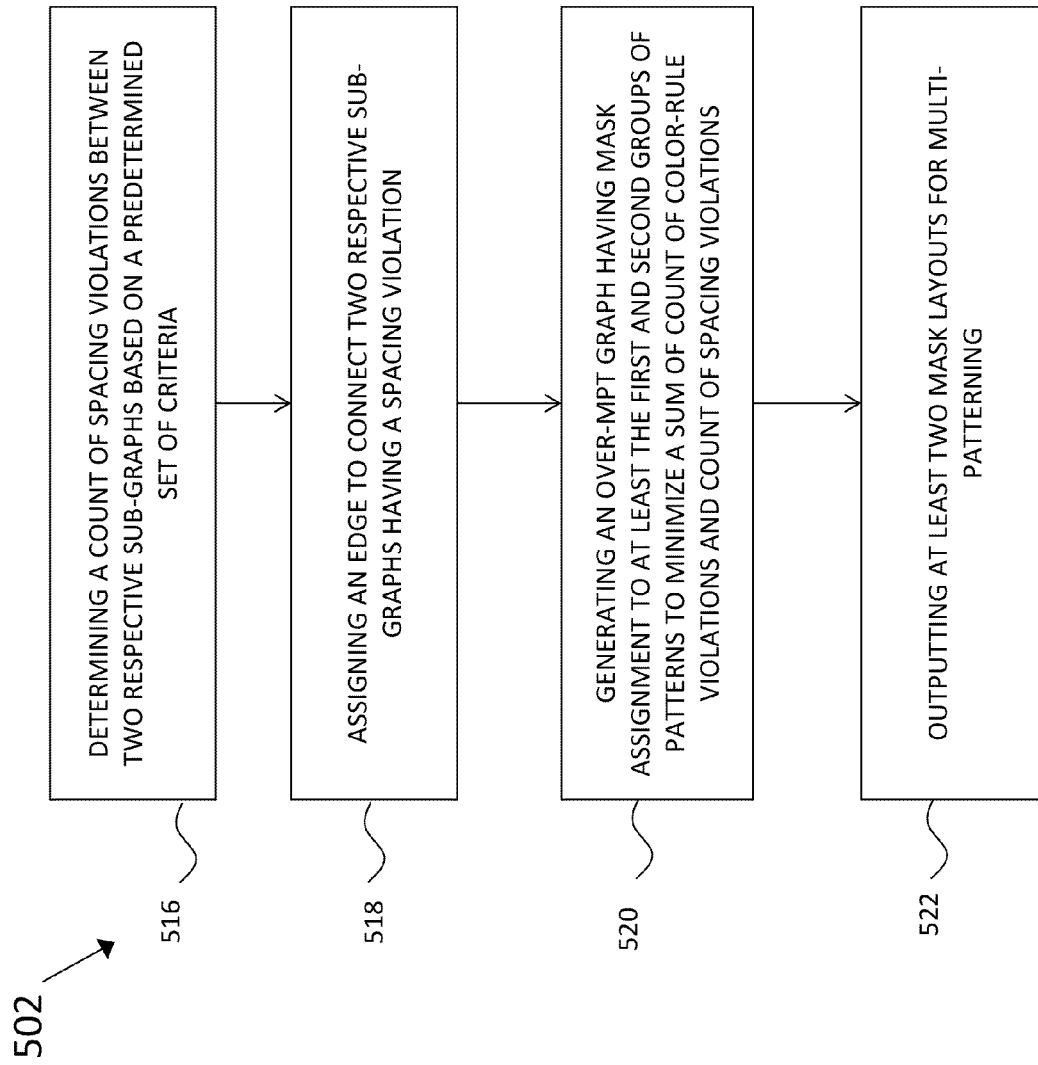 502
516
DETERMINING A COUNT OF SPACING VIOLATIONS BETWEEN
TWO RESPECTIVE SUB-GRAPHS BASED ON A PREDETERMINED
SET OF CRITERIA
518
ASSIGNING AN EDGE TO CONNECT TWO RESPECTIVE SUB-
GRAPHS HAVING A SPACING VIOLATION
520
GENERATING AN OVER-MPT GRAPH HAVING MASK
ASSIGNMENT TO AT LEAST THE FIRST AND SECOND GROUPS OF
PATTERNS TO MINIMIZE A SUM OF COUNT OF COLOR-RULE
VIOLATIONS AND COUNT OF SPACING VIOLATIONS
522
OUTPUTTING AT LEAST TWO MASK LAYOUTS FOR MULTI-
PATTERNING